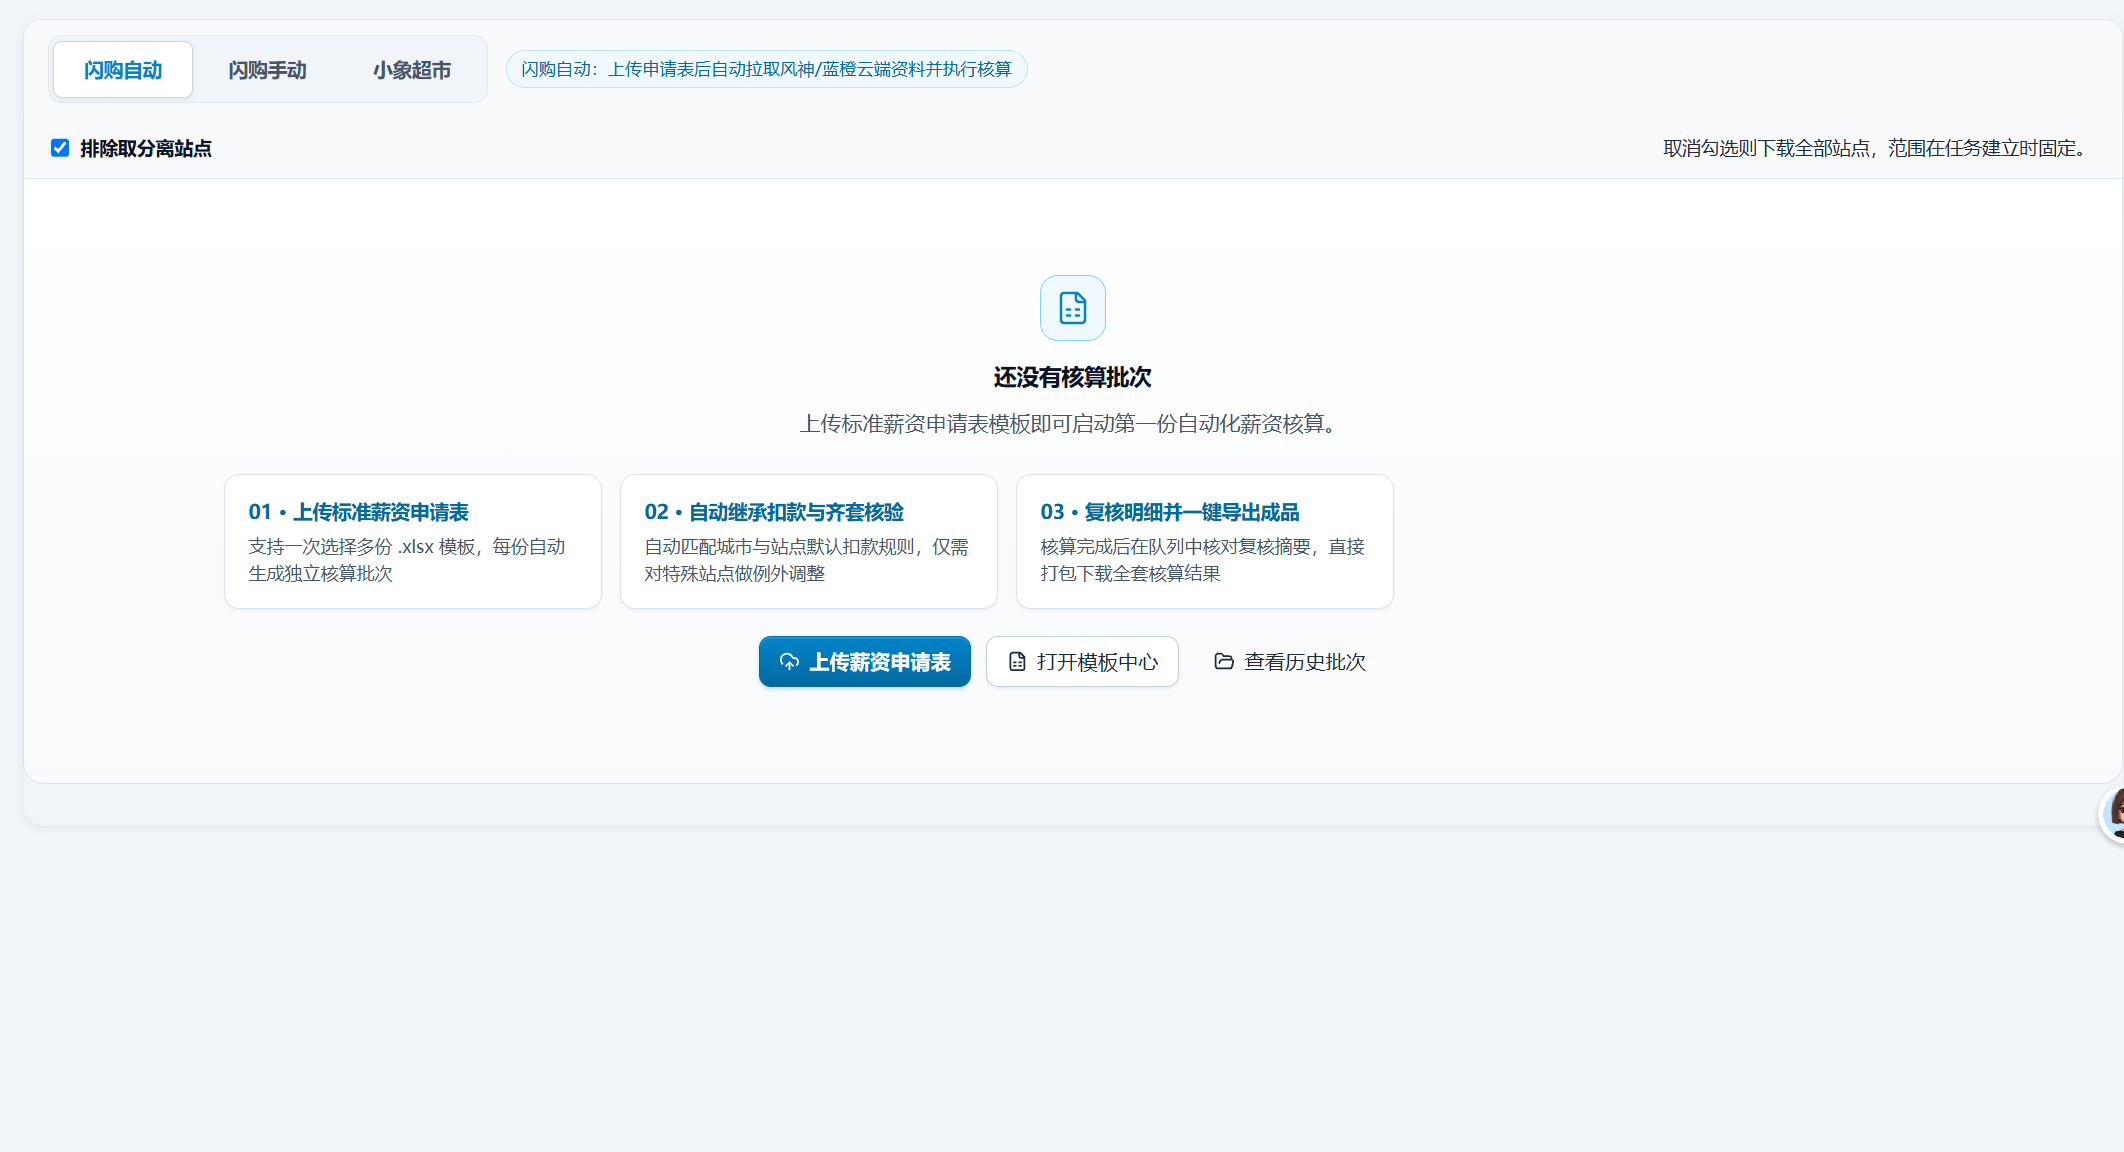 闪购自动
闪购手动
小象超市
闪购自动：上传申请表后自动拉取风神/蓝橙云端资料并执行核算
排除取分离站点
取消勾选则下载全部站点，范围在任务建立时固定。
还没有核算批次
上传标准薪资申请表模板即可启动第一份自动化薪资核算。
01 • 上传标准薪资申请表
支持一次选择多份 .xlsx 模板，每份自动
生成独立核算批次
02 • 自动继承扣款与齐套核验
自动匹配城市与站点默认扣款规则，仅需
对特殊站点做例外调整
03 • 复核明细并一键导出成品
核算完成后在队列中核对复核摘要，直接
打包下载全套核算结果
上传薪资申请表
打开模板中心
查看历史批次